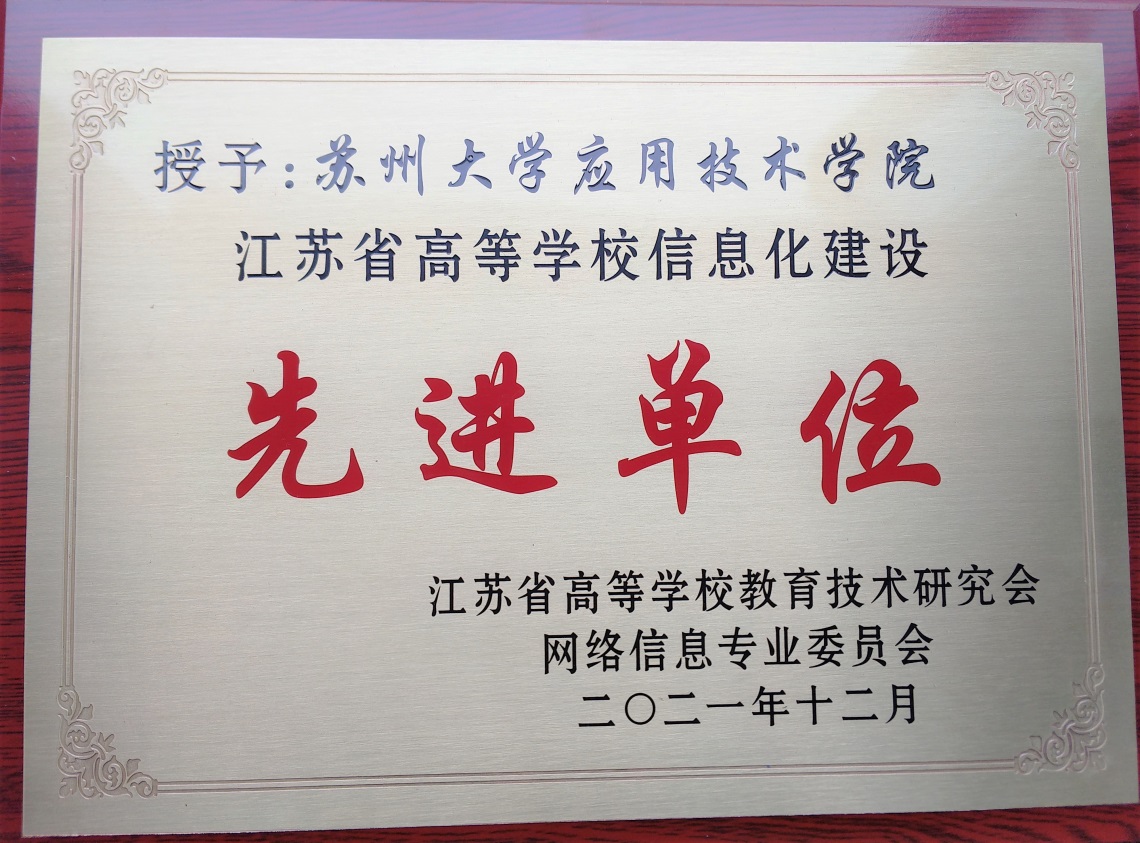 授予:苏州大学应用技术学院
江苏省高等学校信息化建设
先进单位
江苏省高等学校教育技术研究会
网络信息专业委员会
二〇二一年十二月